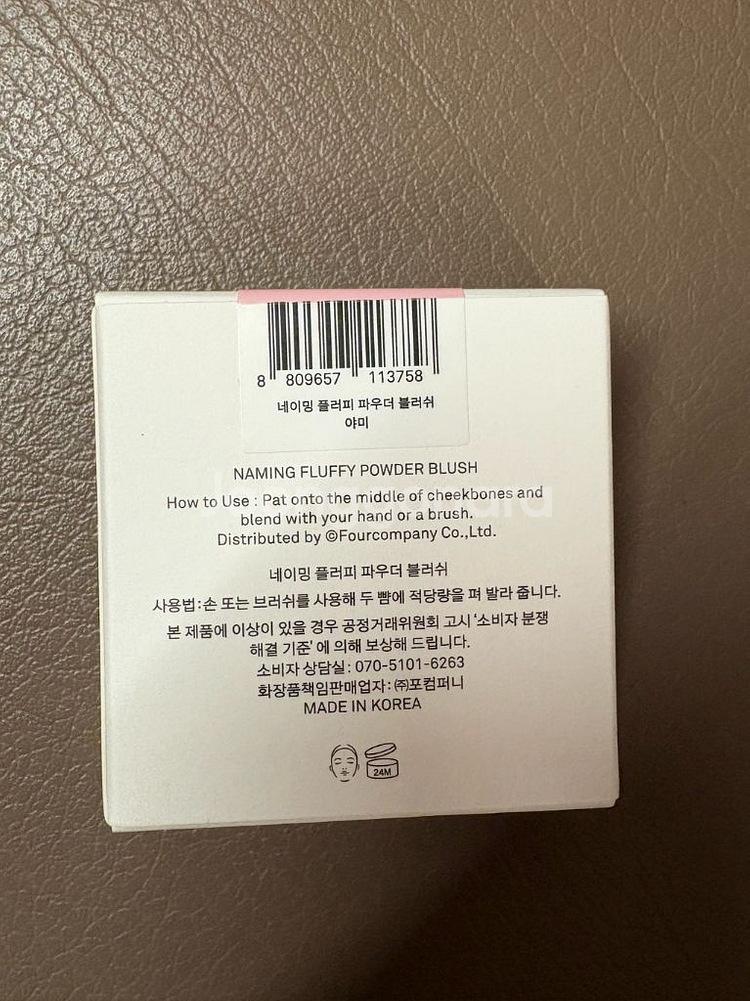 8 809657 113758
네이밍 플러피 파우더 블러쉬
야미
NAMING FLUFFY POWDER BLUSH
How to Use : Pat onto the middle of cheekbones and
blend with your hand or a brush.
Distributed by ©Fourcompany Co.,Ltd.
네이밍 플러피 파우더 블러쉬
사용법:손 또는 브러쉬를 사용해 두 뺨에 적당량을 펴 발라 줍니다.
본 제품에 이상이 있을 경우 공정거래위원회 고시 '소비자 분쟁
해결 기준' 에 의해 보상해 드립니다.
소비자 상담실: 070-5101-6263
화장품책임판매업자: ㈜포컴퍼니
MADE IN KOREA
24M